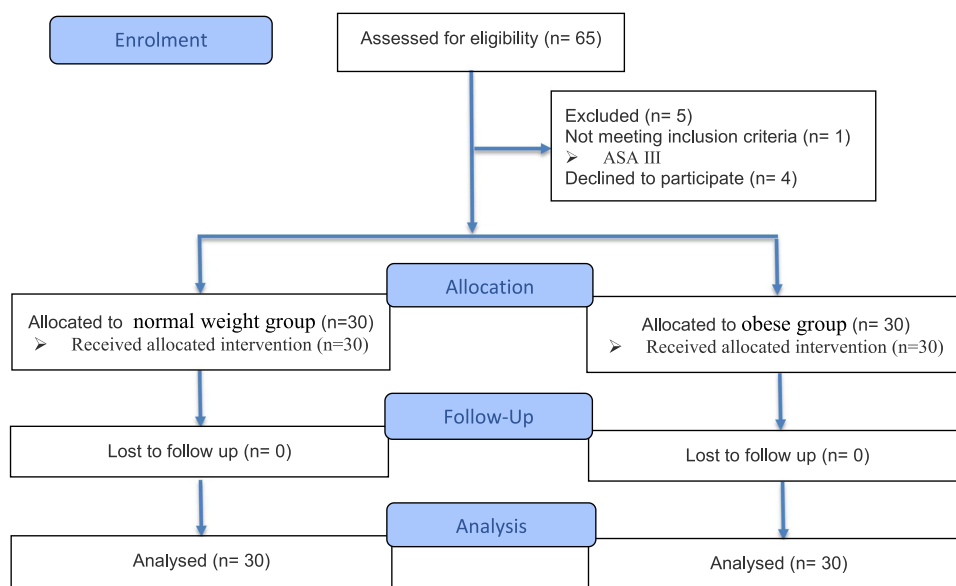 Enrolment
Assessed for eligibility (n= 65)
Excluded (n= 5)
Not meeting inclusion criteria (n= 1)
➢ ASA III
Declined to participate (n= 4)
Allocation
Allocated to normal weight group (n=30)
➢ Received allocated intervention (n=30)
Allocated to obese group (n= 30)
➢ Received allocated intervention (n=30)
Follow-Up
Lost to follow up (n= 0)
Lost to follow up (n= 0)
Analysis
Analysed (n= 30)
Analysed (n= 30)